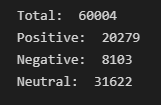 Total:  60004
Positive:  20279
Negative:  8103
Neutral:  31622